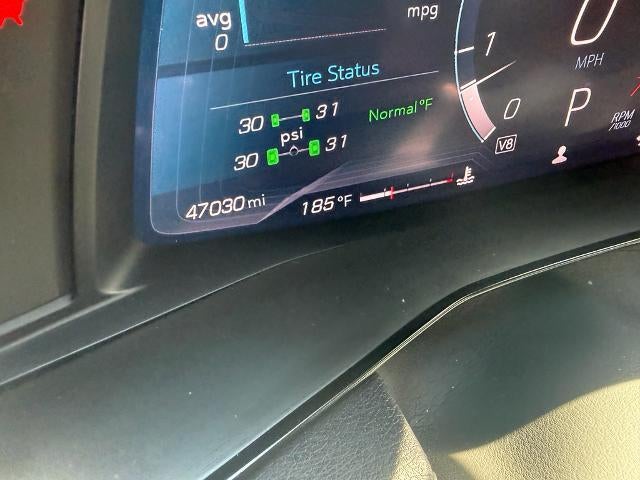 avg
0
mpg
0
MPH
1
0
P
RPM
/1000
V8
Tire Status
30 31
psi
30 31
Normal °F
47030 mi
185°F